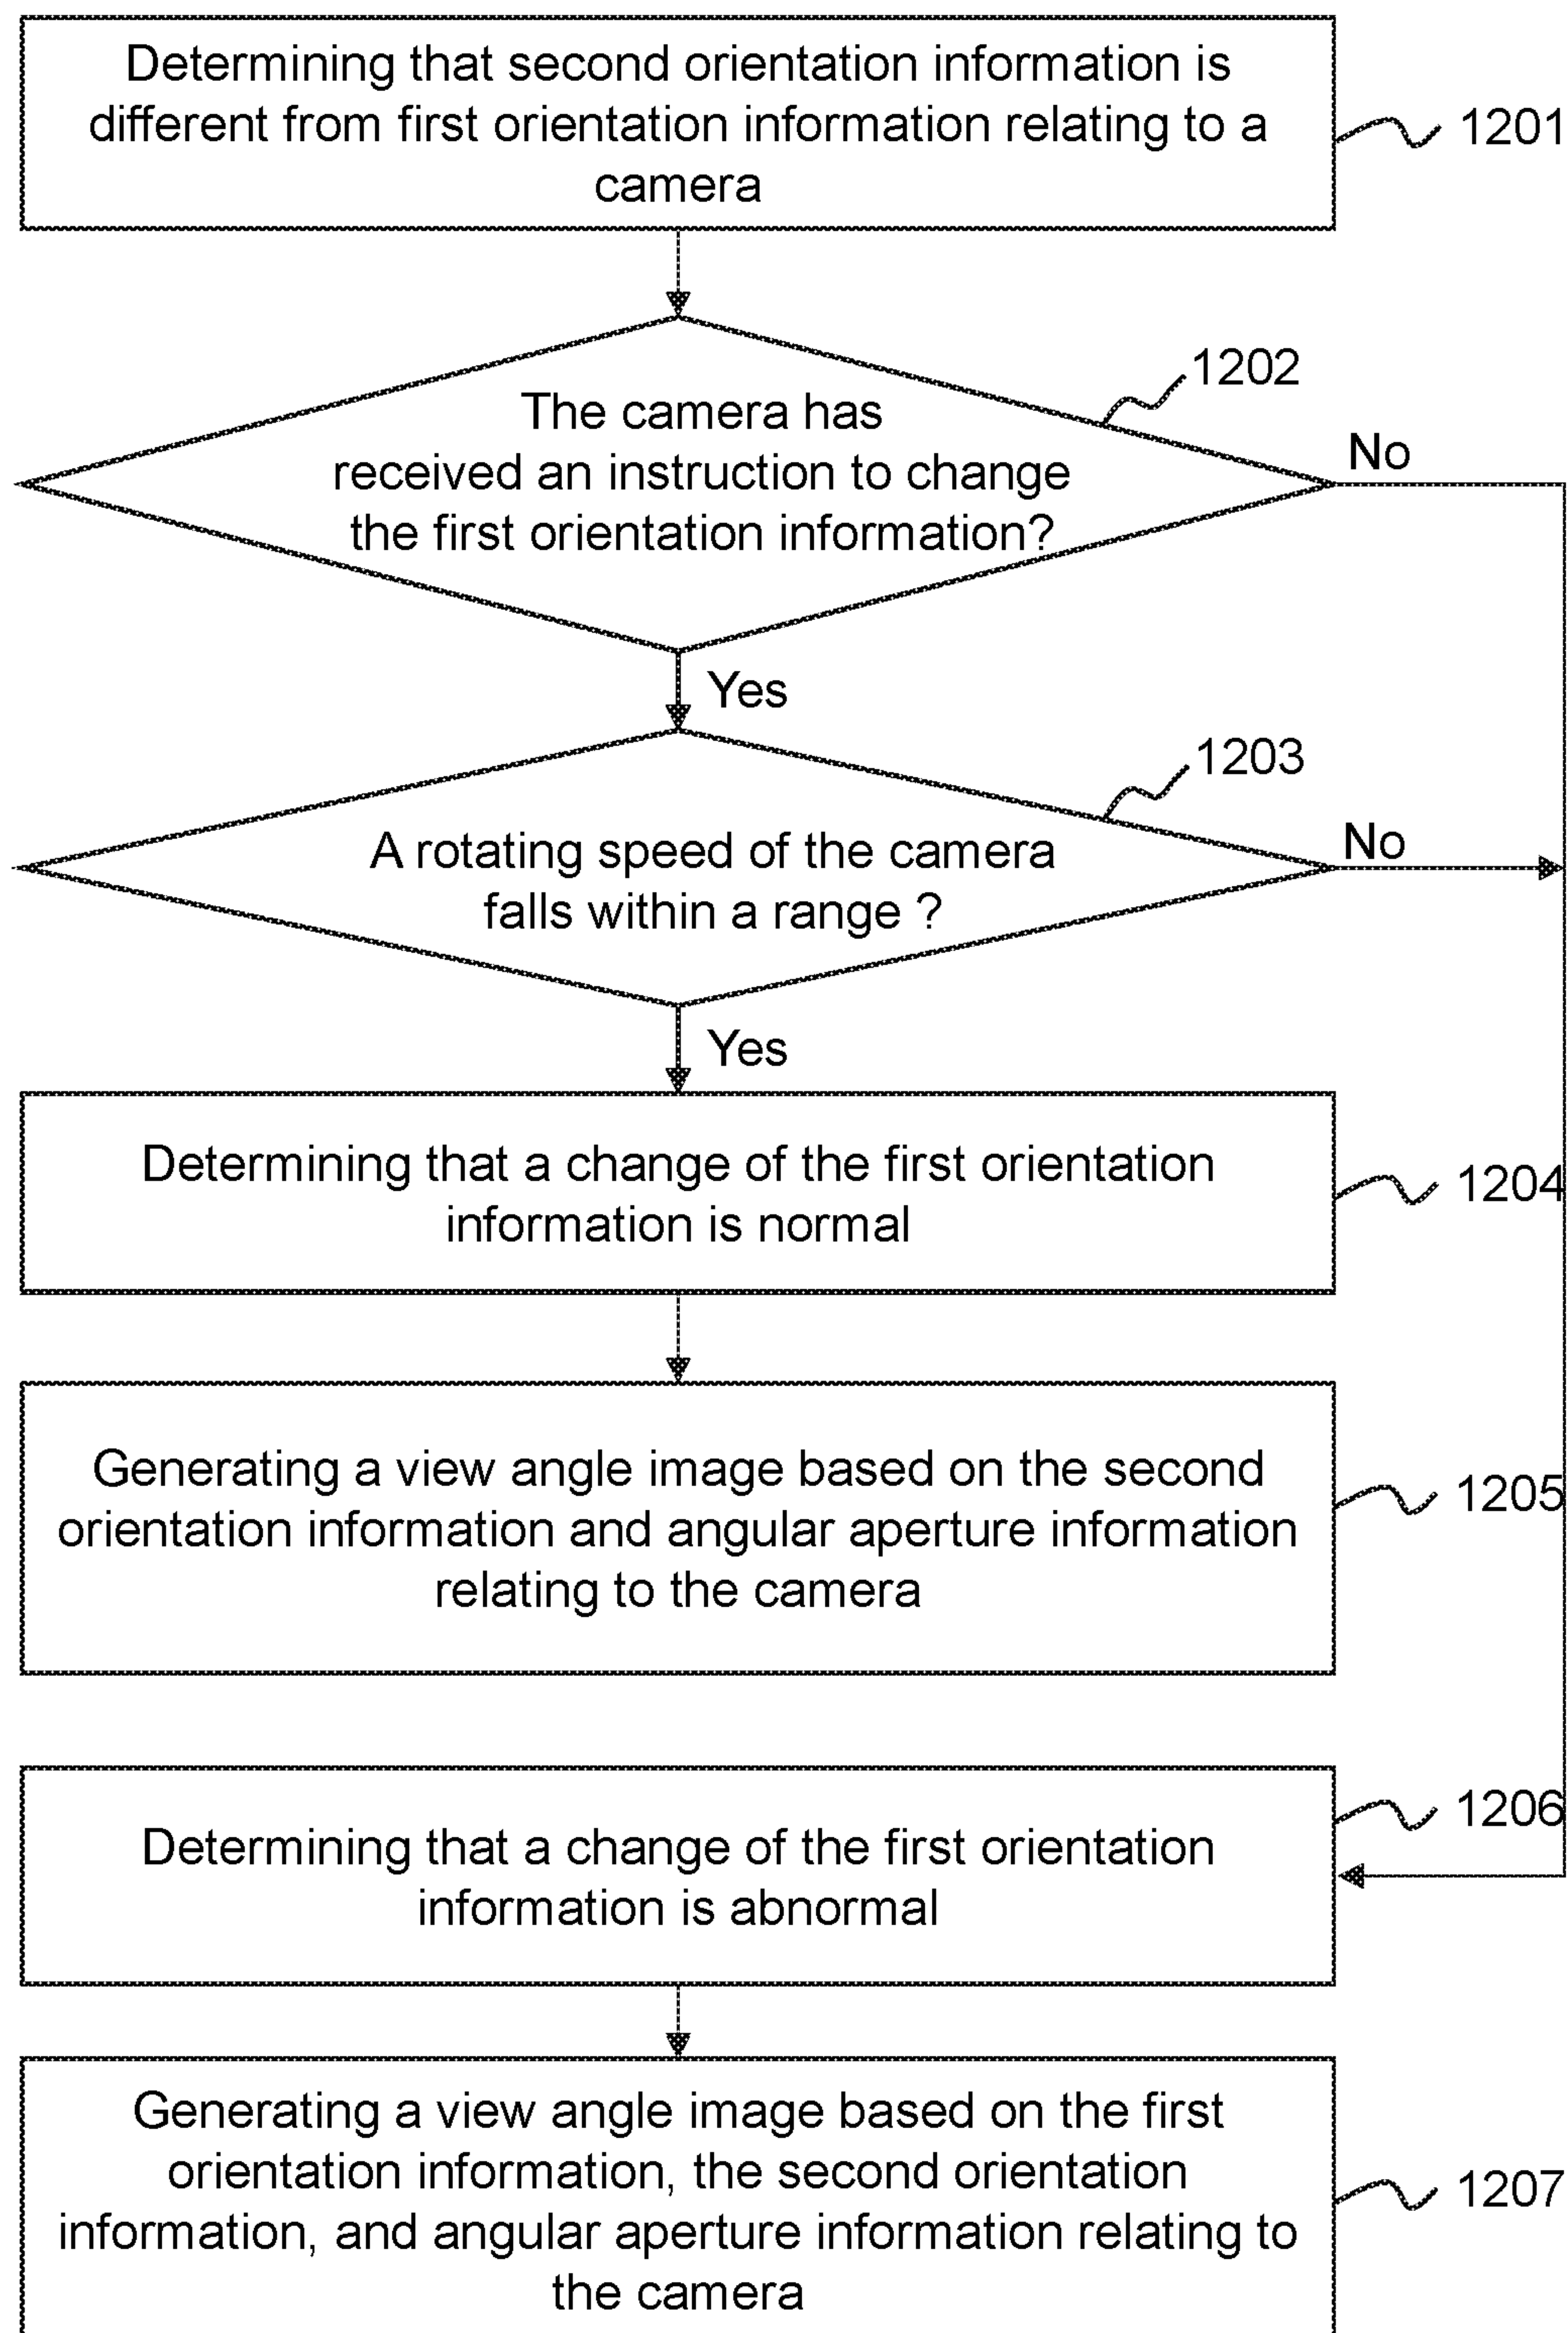 Determining that second orientation information is
different from first orientation information relating to a
camera
1201
1202
The camera has
received an instruction to change
the first orientation information?
No
Yes
1203
A rotating speed of the camera
falls within a range ?
No
Yes
Determining that a change of the first orientation
information is normal
1204
Generating a view angle image based on the second
orientation information and angular aperture information
relating to the camera
1205
Determining that a change of the first orientation
information is abnormal
1206
Generating a view angle image based on the first
orientation information, the second orientation
information, and angular aperture information relating to
the camera
1207